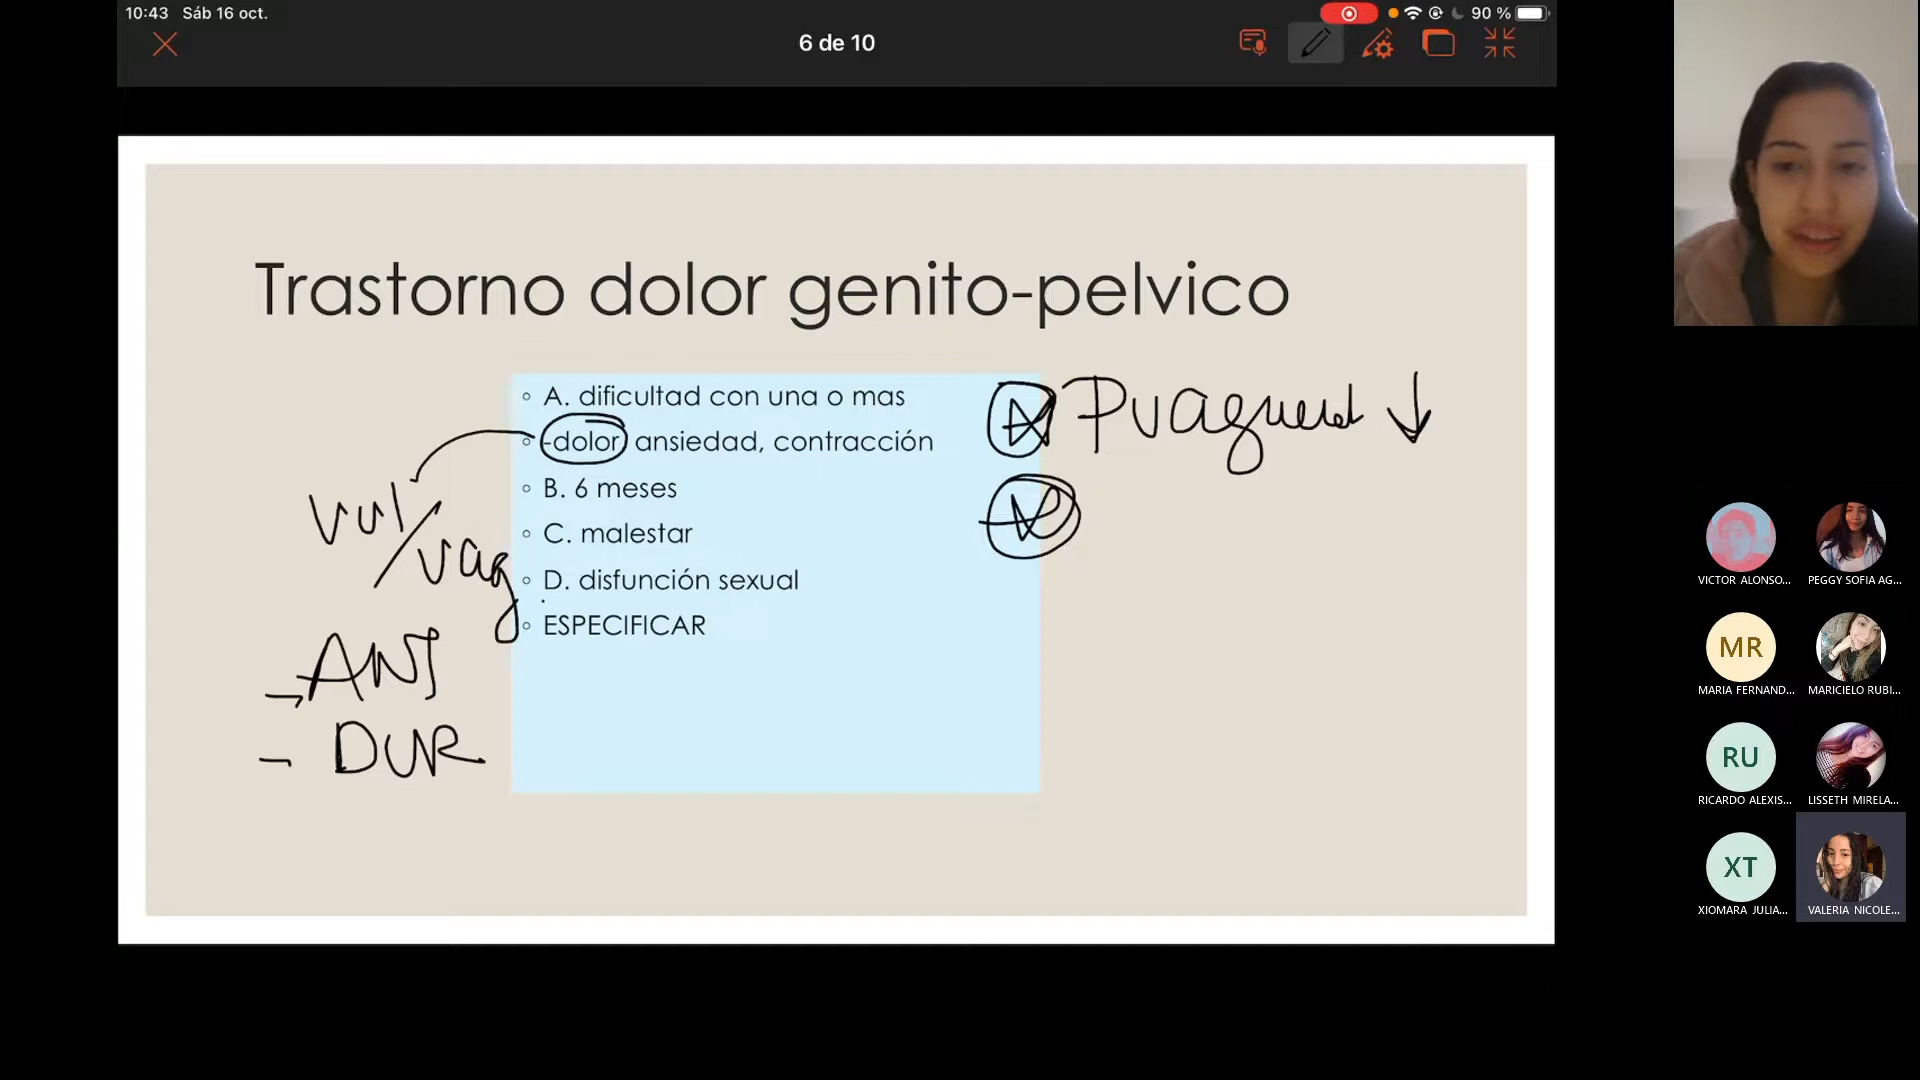 10:43 Sáb 16 oct.
90 %
6 de 10
Trastorno dolor genito-pelvico
A. dificultad con una o mas
-dolor, ansiedad, contracción
B. 6 meses
C. malestar
D. disfunción sexual
ESPECIFICAR
vul/
vag
ANT
DUR
VICTOR ALONSO...
PEGGY SOFIA AG...
MR
MARIA FERNAND...
MARICIELO RUBI...
RU
RICARDO ALEXIS...
LISSETH MIRELA...
XT
XIOMARA JULIA...
VALERIA NICOLE...